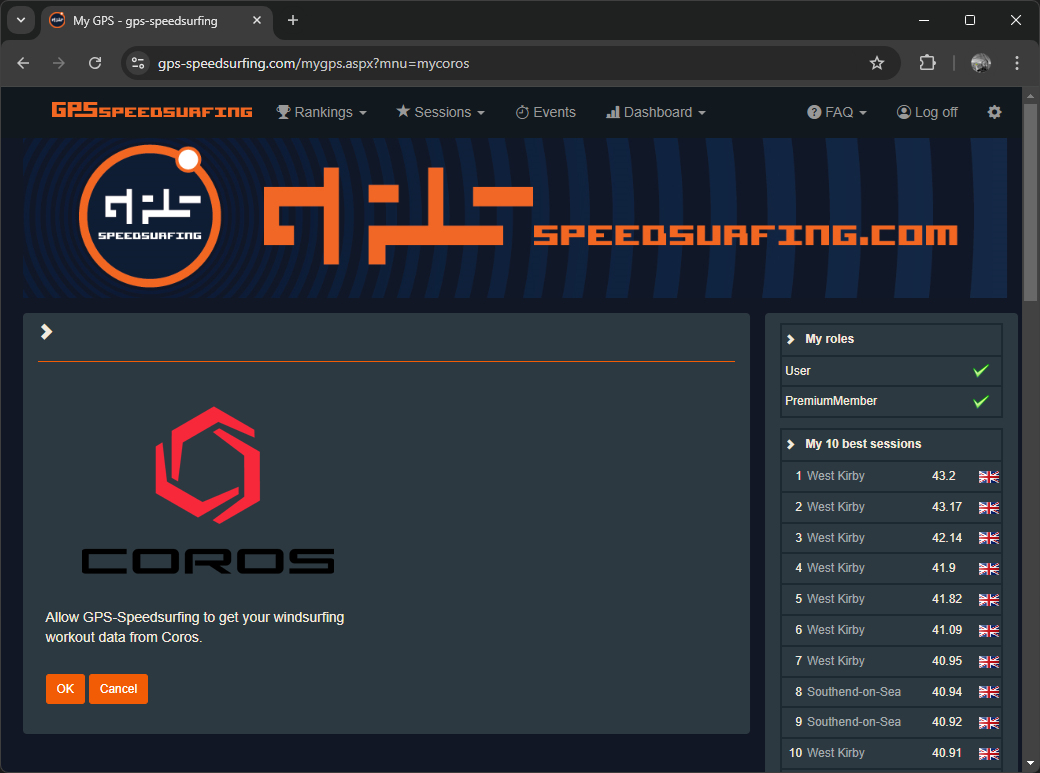 My GPS - gps-speedsurfing
gps-speedsurfing.com/mygps.aspx?mnu=mycoros
GPSSPEEDSURFING Rankings Sessions Events Dashboard FAQ Log off
gps
SPEEDSURFING
gps SPEEDSURFING.COM
COROS
Allow GPS-Speedsurfing to get your windsurfing
workout data from Coros.
OK Cancel
My roles
User
PremiumMember
My 10 best sessions
1 West Kirby 43.2
2 West Kirby 43.17
3 West Kirby 42.14
4 West Kirby 41.9
5 West Kirby 41.82
6 West Kirby 41.09
7 West Kirby 40.95
8 Southend-on-Sea 40.94
9 Southend-on-Sea 40.92
10 West Kirby 40.91